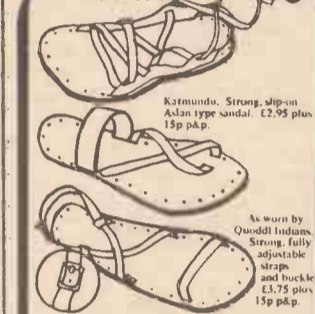 Katmundu. Strong, slip-on
Asian type sandal. £2.95 plus
15p p&p.
As worn by
Quoddi Indians.
Strong, fully
adjustable
straps
and buckle
£3.75 plus
15p p&p.